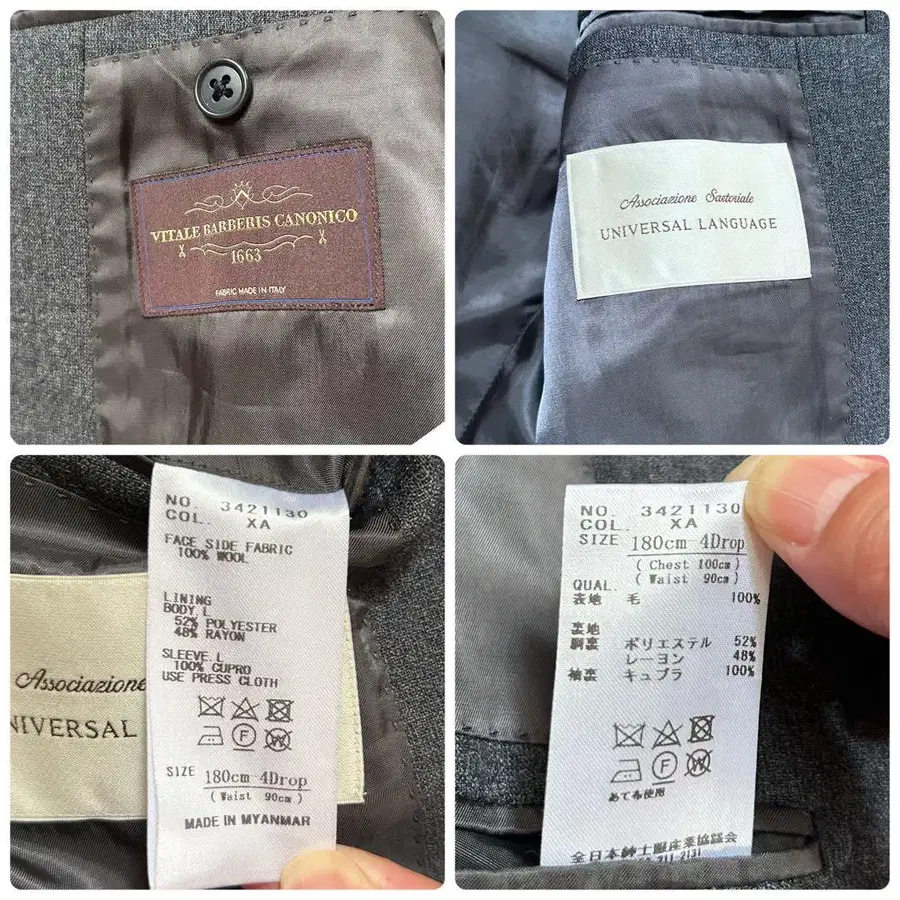 VITALE BARBERIS CANONICO
1663
FABRIC MADE IN ITALY
Associazione Sartoriale
UNIVERSAL LANGUAGE
Associazione
NIVERSAL
NO. 3421130
COL. XA
FACE SIDE FABRIC
100% WOOL
LINING
BODY.L
52% POLYESTER
48% RAYON
SLEEVE.L
100% CUPRO
USE PRESS CLOTH
F W
SIZE 180cm 4Drop
( Waist 90cm )
MADE IN MYANMAR
NO. 3421130
COL. XA
SIZE 180cm 4Drop
( Chest 100cm )
( Waist 90cm )
QUAL.
表地 毛 100%
裏地
胴裏 ポリエステル 52%
レーヨン 48%
袖裏 キュプラ 100%
F W
あて布使用
全日本紳士服庄業協議会